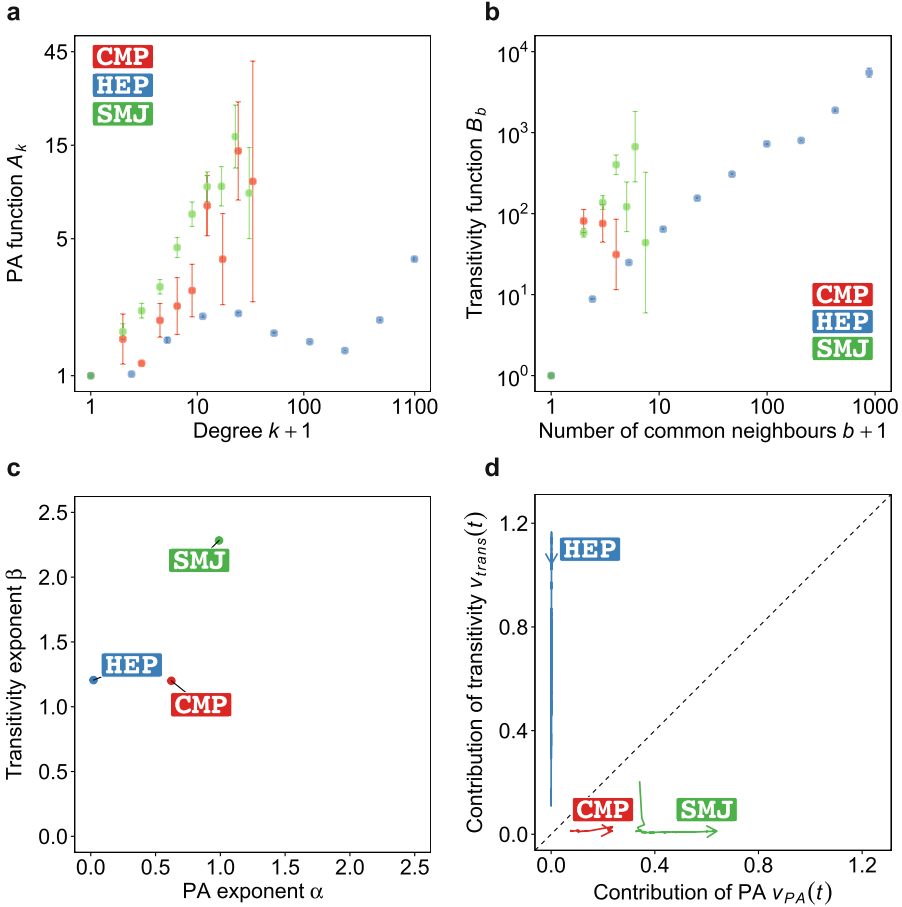 a
45
15
5
1
1
10
100
1100
PA function A_k
Degree k + 1
CMP
HEP
SMJ
b
10^4
10^3
10^2
10^1
10^0
1
10
100
1000
Transitivity function B_b
Number of common neighbours b + 1
CMP
HEP
SMJ
c
2.5
2.0
1.5
1.0
0.5
0.0
0.0
0.5
1.0
1.5
2.0
2.5
Transitivity exponent β
PA exponent α
SMJ
HEP
CMP
d
1.2
0.8
0.4
0.0
0.0
0.4
0.8
1.2
Contribution of transitivity v_trans(t)
Contribution of PA v_PA(t)
HEP
CMP
SMJ